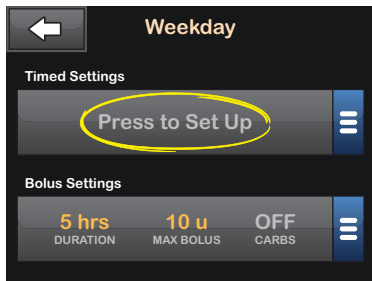 Weekday
Timed Settings
Press to Set Up
Bolus Settings
5 hrs 10 u OFF
DURATION MAX BOLUS CARBS